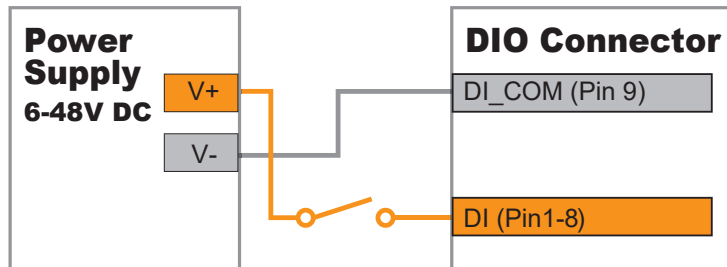 Power
Supply
6-48V DC
V+
V-
DIO Connector
DI_COM (Pin 9)
DI (Pin1-8)